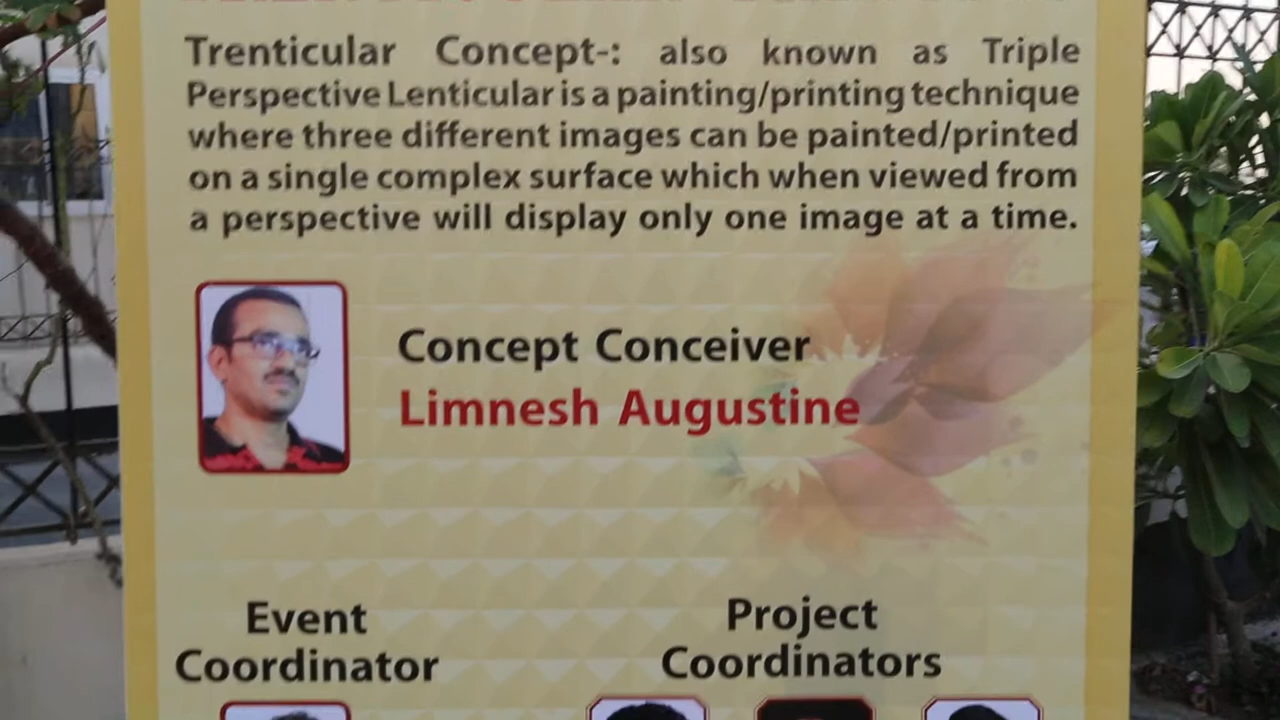 Trenticular Concept-: also known as Triple
Perspective Lenticular is a painting/printing technique
where three different images can be painted/printed
on a single complex surface which when viewed from
a perspective will display only one image at a time.
Concept Conceiver
Limnesh Augustine
Event
Coordinator
Project
Coordinators